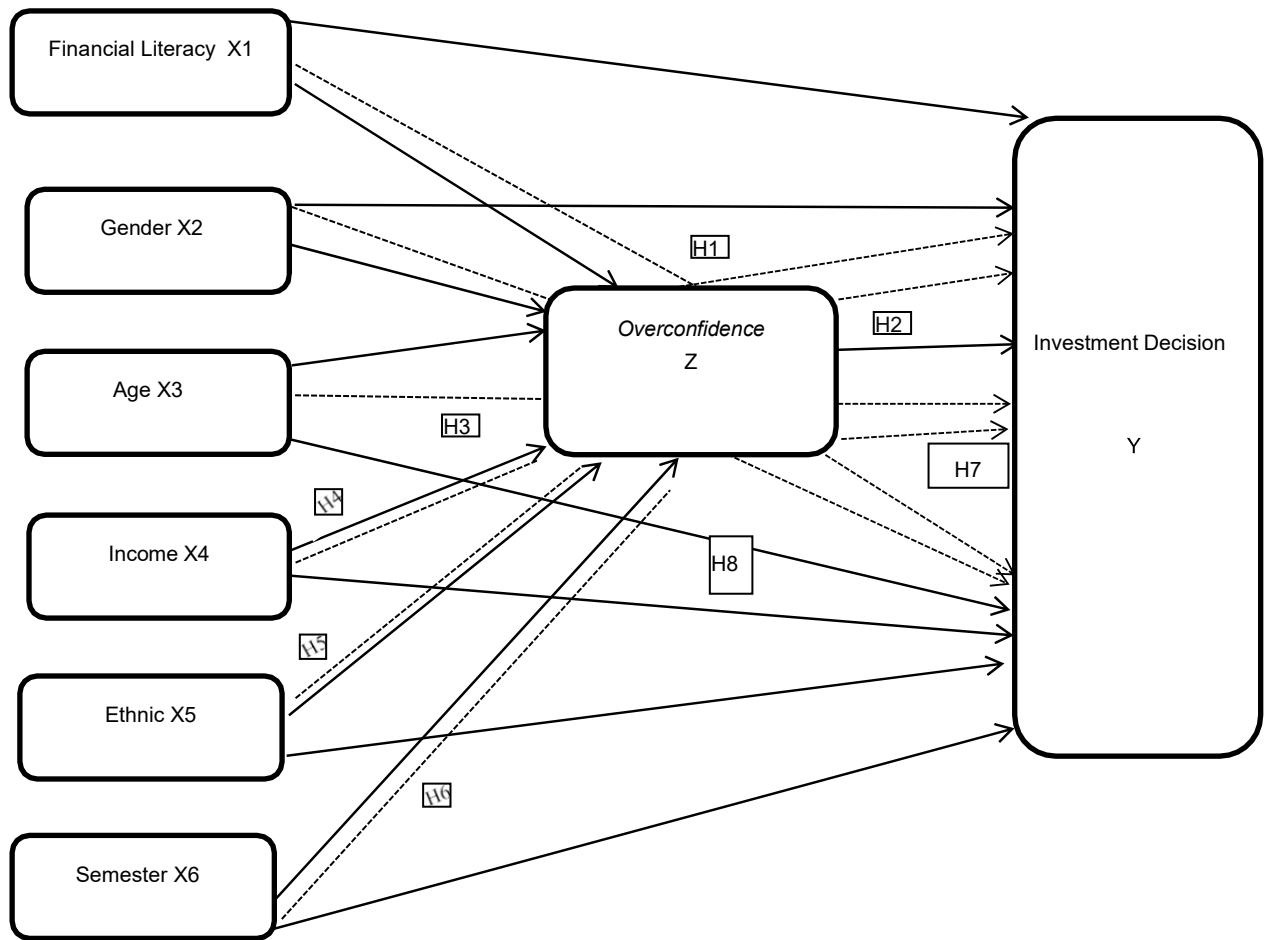 Financial Literacy X1
Gender X2
H1
Overconfidence
Z
H2
Investment Decision
Y
Age X3
H3
H7
H4
Income X4
H8
H5
Ethnic X5
H6
Semester X6